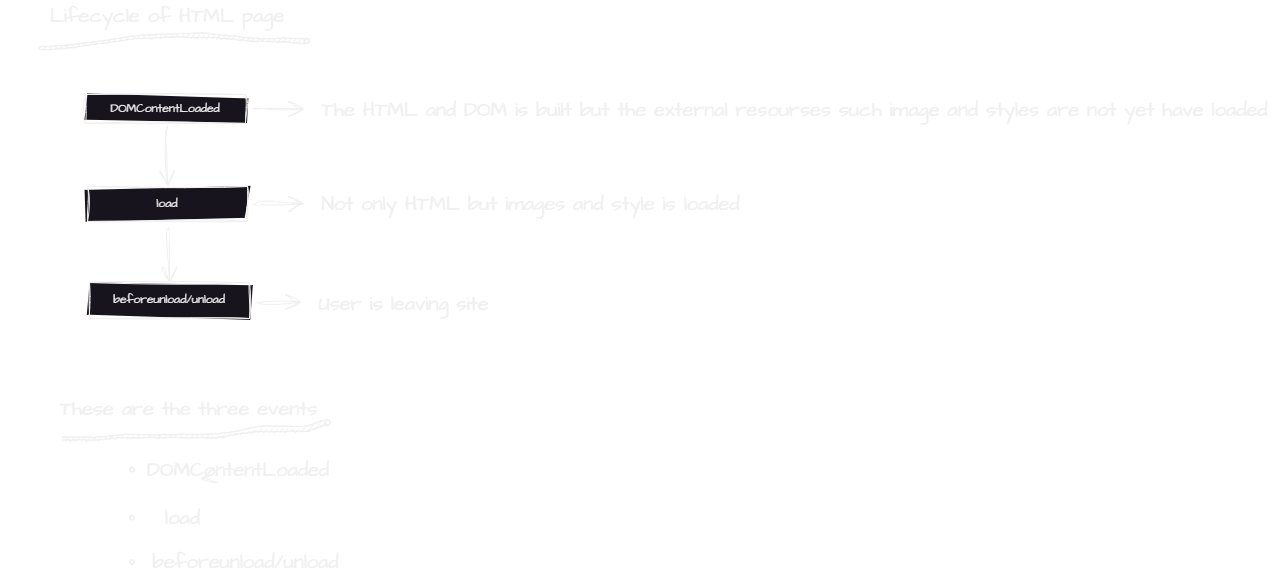 Lifecycle of HTML page
DOMContentLoaded
The HTML and DOM is built but the external resourses such image and styles are not yet have loaded
load
Not only HTML but images and style is loaded
beforeunload/unload
User is leaving site
These are the three events
DOMContentLoaded
load
beforeunload/unload